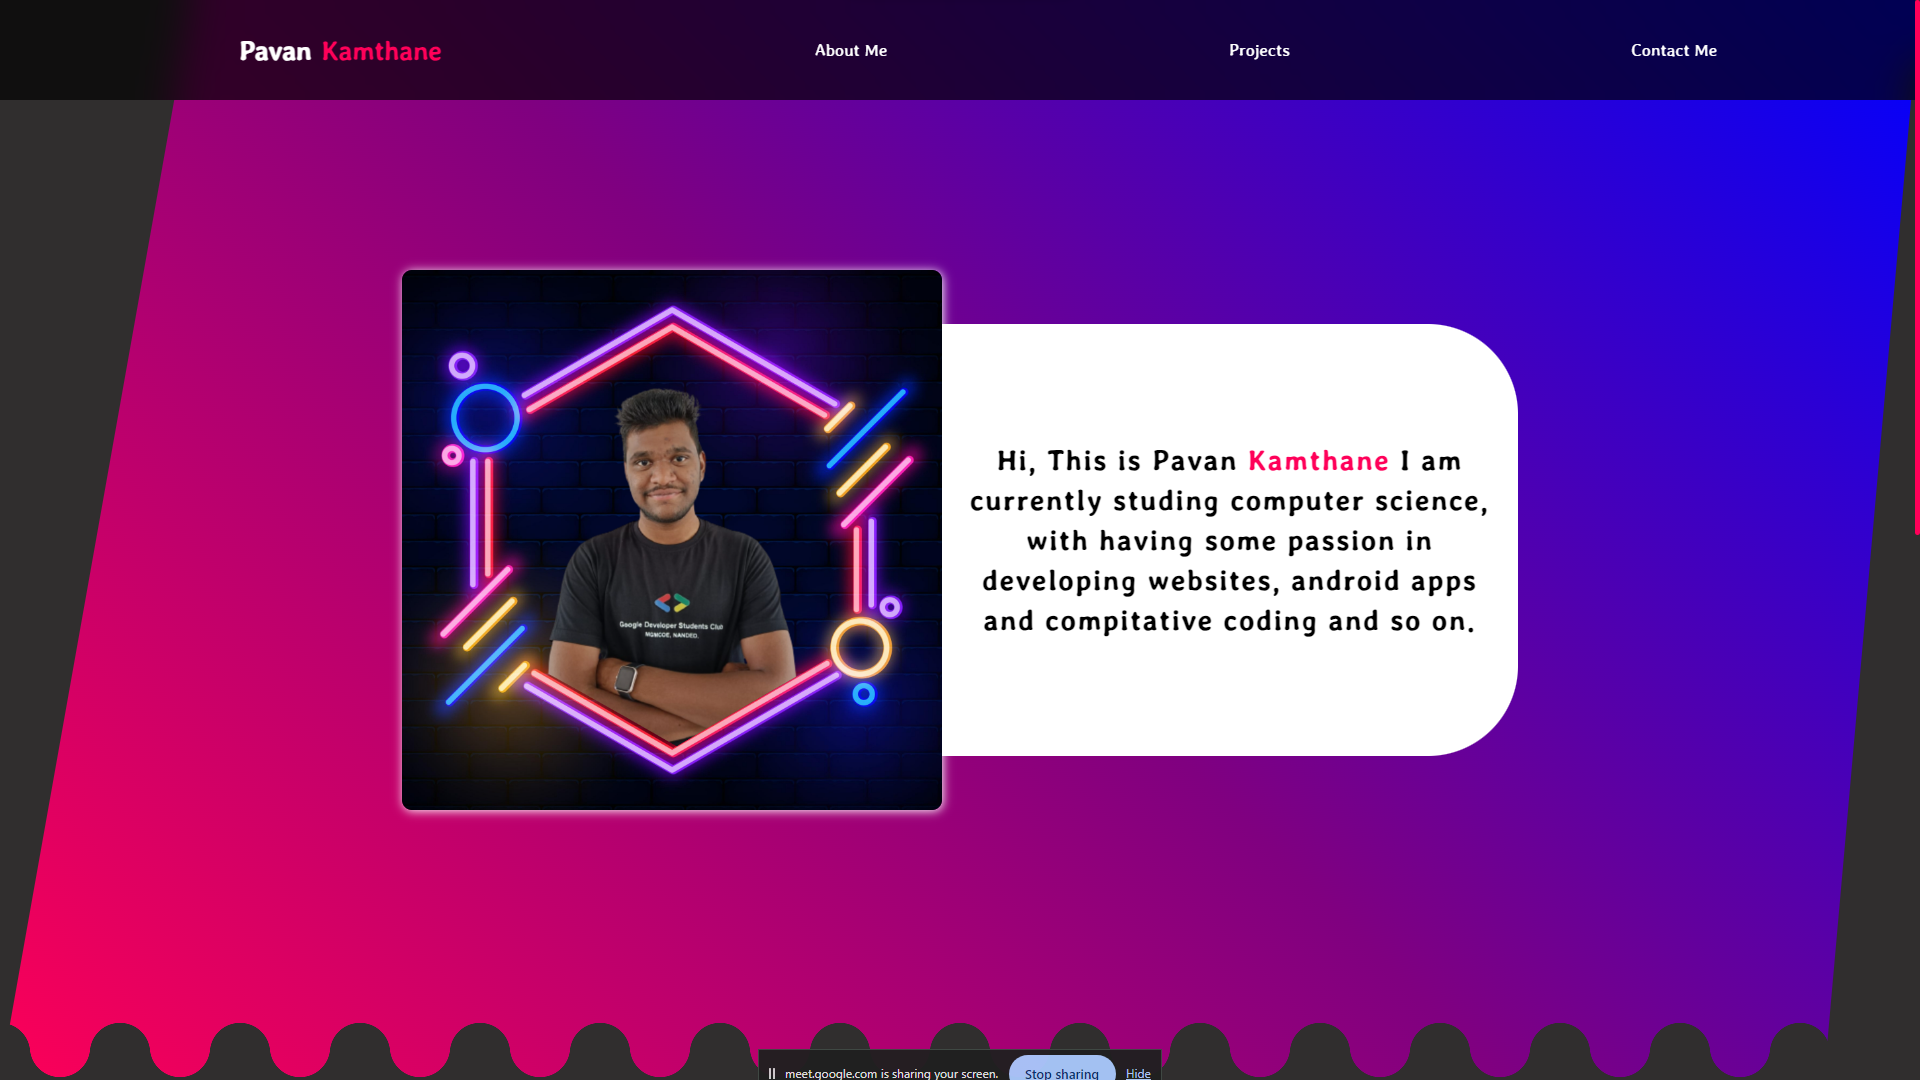 Pavan Kamthane
About Me
Projects
Contact Me
Google Developer Students Club
MGMCOE, NANDED.
Hi, This is Pavan Kamthane I am
currently studing computer science,
with having some passion in
developing websites, android apps
and compitative coding and so on.
meet.google.com is sharing your screen.
Stop sharing
Hide